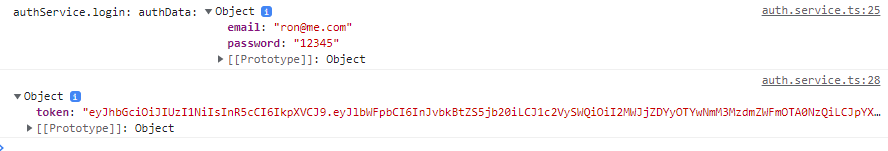 authService.login: authData: ▼Object i auth.service.ts:25
email: "ron@me.com"
password: "12345"
▶[[Prototype]]: Object
auth.service.ts:28
▼Object i
token: "eyJhbGciOiJIUzI1NiIsInR5cCI6IkpXVCJ9.eyJlbWFpbCI6InJvbkBtZS5jb20iLCJ1c2VySWQiOiI2MWJjZDYyOTYwNmM3MzdmZWFmOTA0NzQiLCJpYX…
▶[[Prototype]]: Object